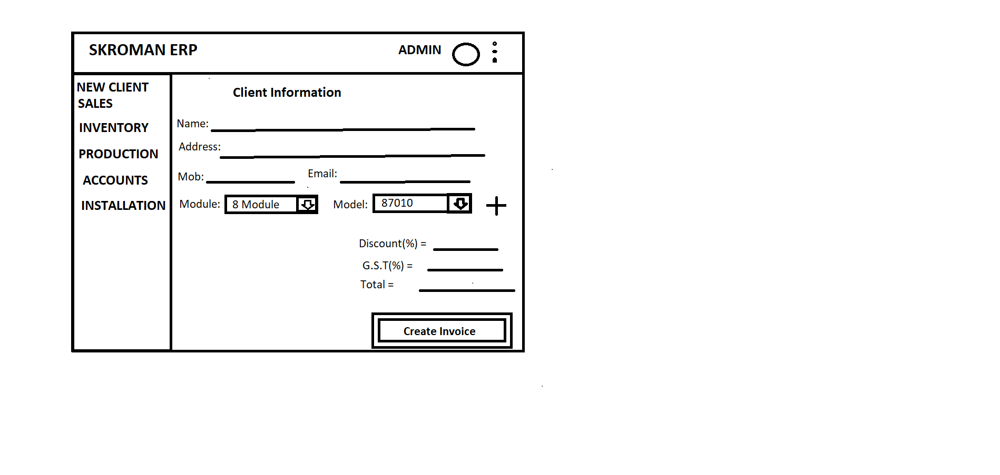 SKROMAN ERP
ADMIN
NEW CLIENT
SALES
INVENTORY
PRODUCTION
ACCOUNTS
INSTALLATION
Client Information
Name:
Address:
Mob: Email:
Module: 8 Module Model: 87010 +
Discount(%) =
G.S.T(%) =
Total =
Create Invoice